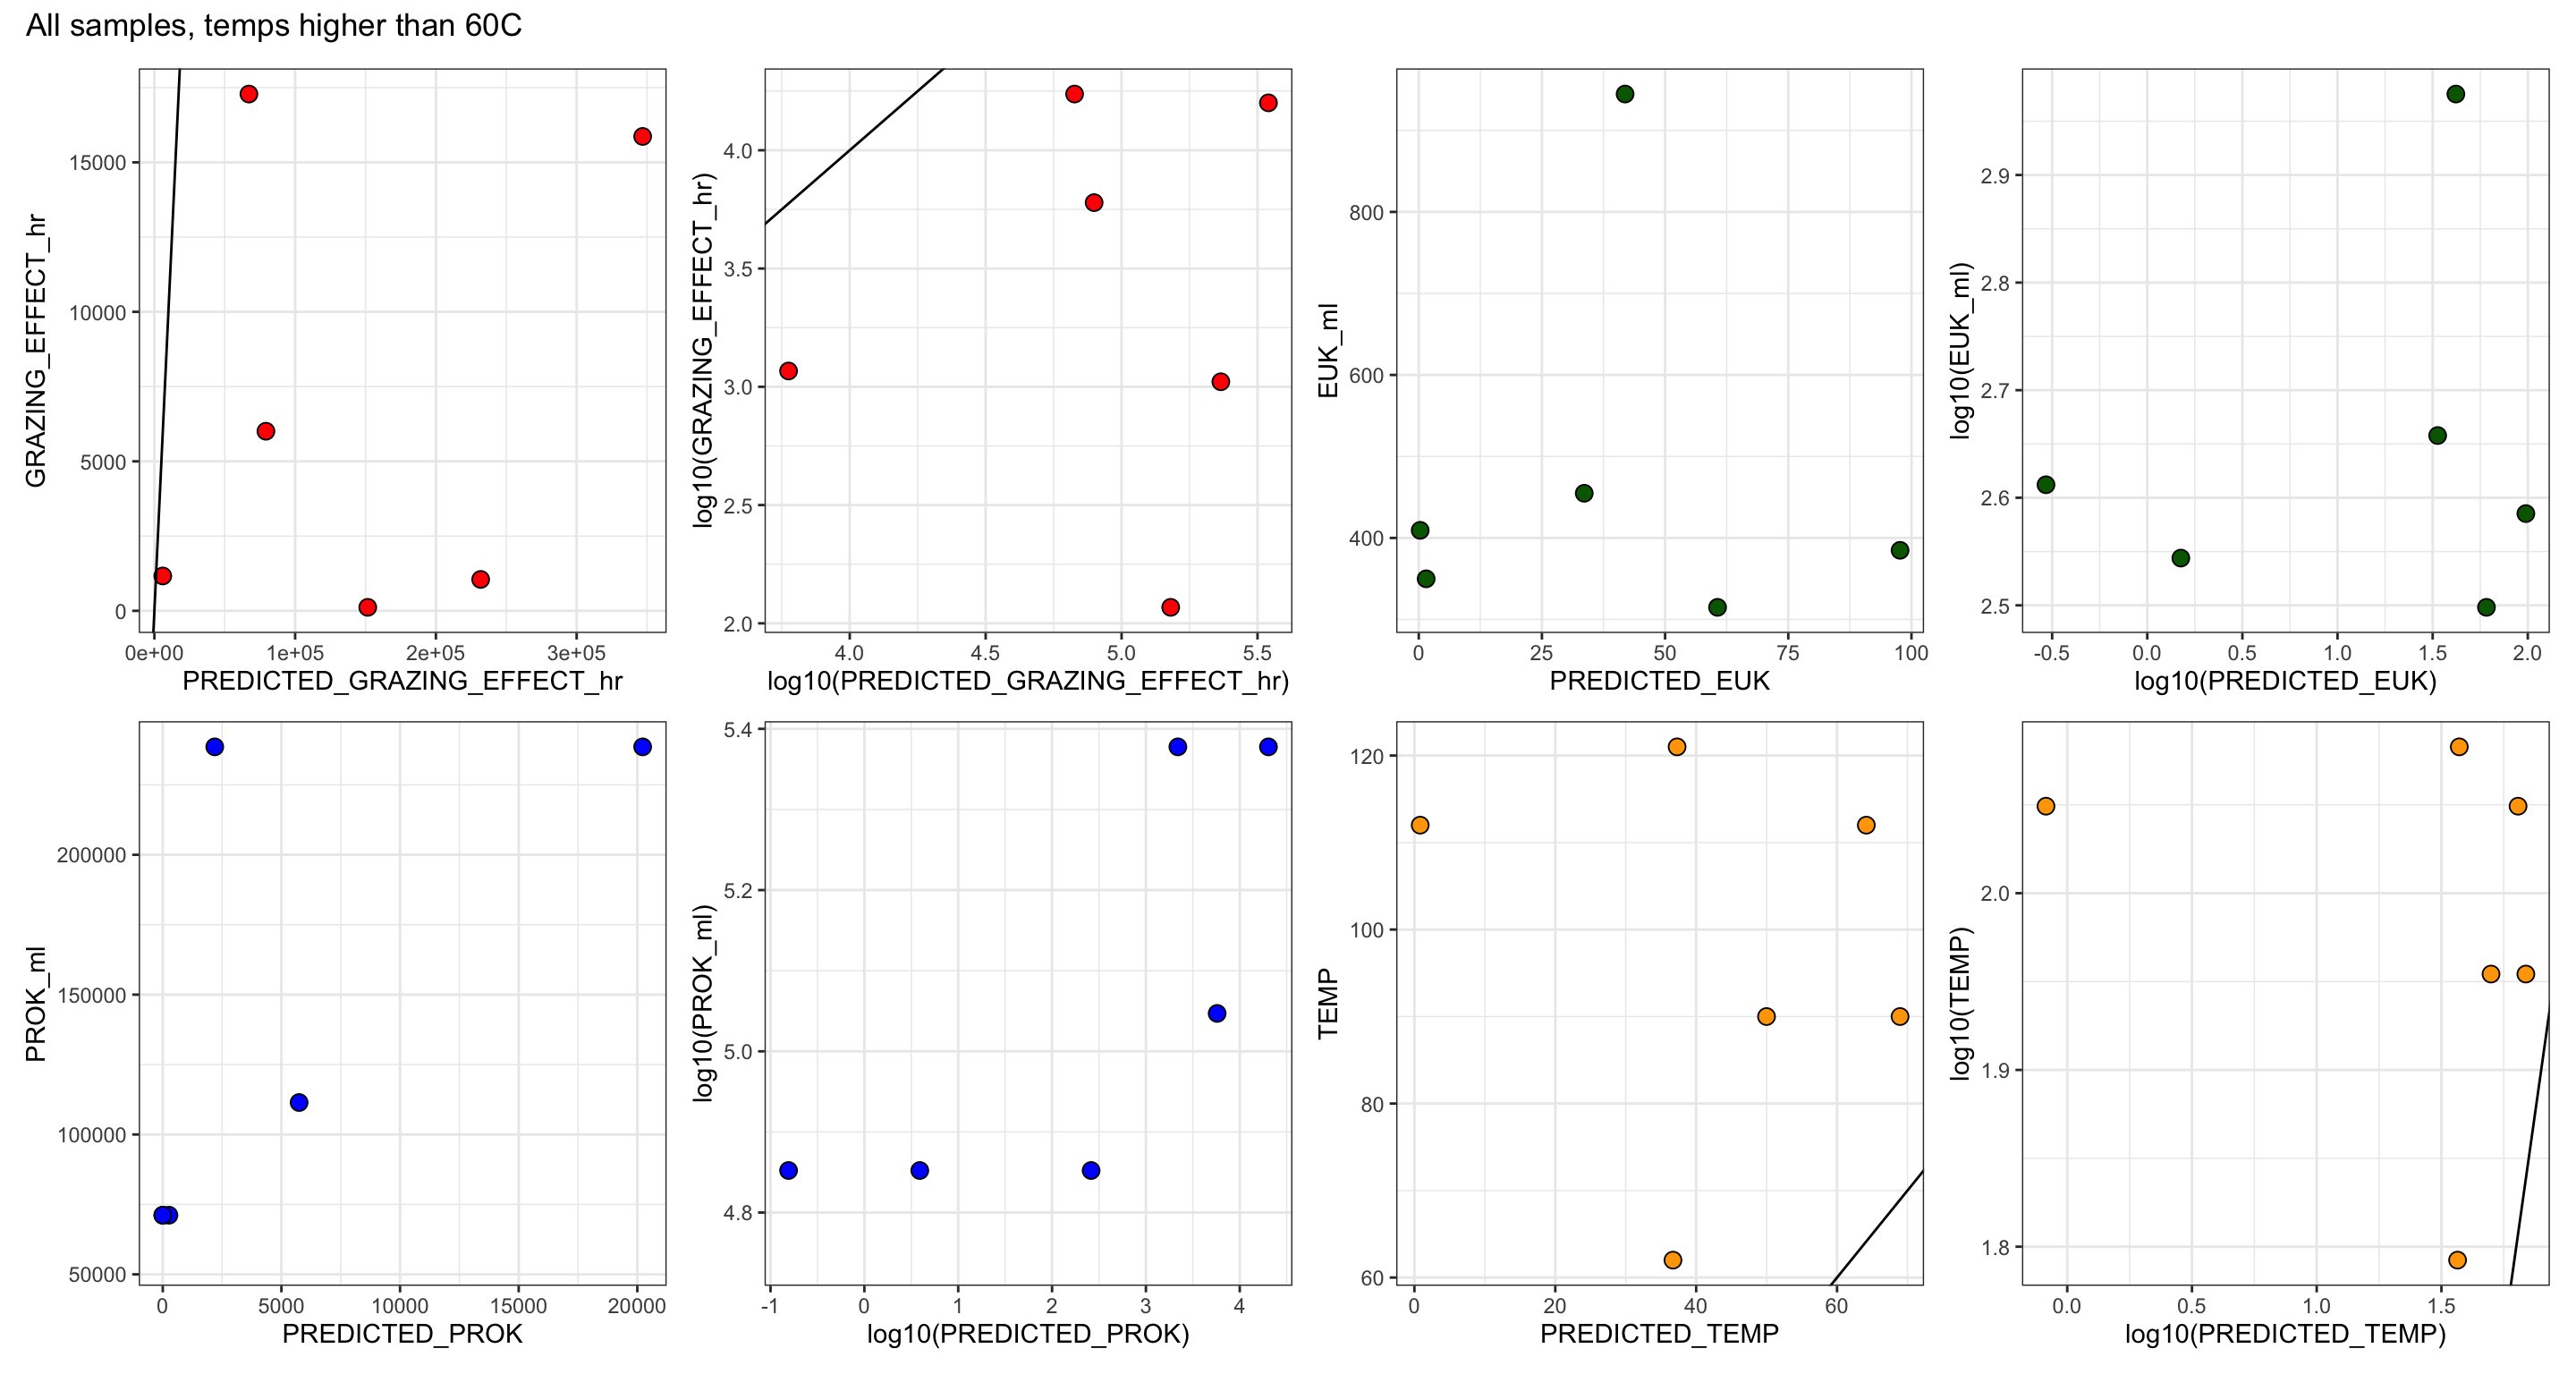 All samples, temps higher than 60C
GRAZING_EFFECT_hr
15000
10000
5000
0
0e+00 1e+05 2e+05 3e+05
PREDICTED_GRAZING_EFFECT_hr
log10(GRAZING_EFFECT_hr)
4.0
3.5
3.0
2.5
2.0
4.0 4.5 5.0 5.5
log10(PREDICTED_GRAZING_EFFECT_hr)
EUK_ml
800
600
400
0 25 50 75 100
PREDICTED_EUK
log10(EUK_ml)
2.9
2.8
2.7
2.6
2.5
-0.5 0.0 0.5 1.0 1.5 2.0
log10(PREDICTED_EUK)
PROK_ml
200000
150000
100000
50000
0 5000 10000 15000 20000
PREDICTED_PROK
log10(PROK_ml)
5.4
5.2
5.0
4.8
-1 0 1 2 3 4
log10(PREDICTED_PROK)
TEMP
120
100
80
60
0 20 40 60
PREDICTED_TEMP
log10(TEMP)
2.0
1.9
1.8
0.0 0.5 1.0 1.5
log10(PREDICTED_TEMP)